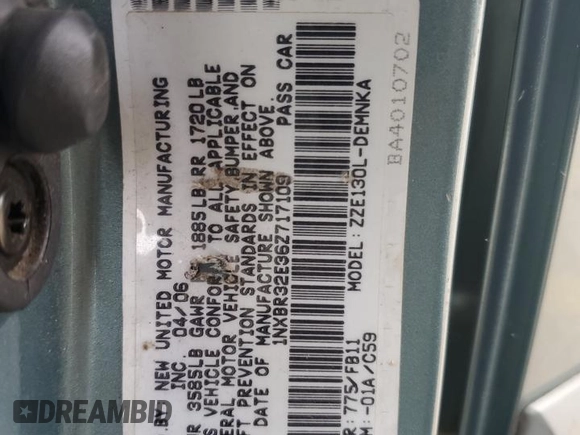 .BY NEW UNITED MOTOR MANUFACTURING
INC. 04/06
R 3585LB GAWR 1885LB RR 1720LB
S VEHICLE CONFORMS TO ALL APPLICABLE
ERAL MOTOR VEHICLE SAFETY BUMPER AND
FT PREVENTION STANDARDS IN EFFECT ON
DATE OF MANUFACTURE SHOWN ABOVE.
1NXBR32E36Z717109 PASS CAR
R: 775/FB11 MODEL: ZZE130L-DEMNKA
M: -01A/C59
BA4010702
AUTOBIDCAR